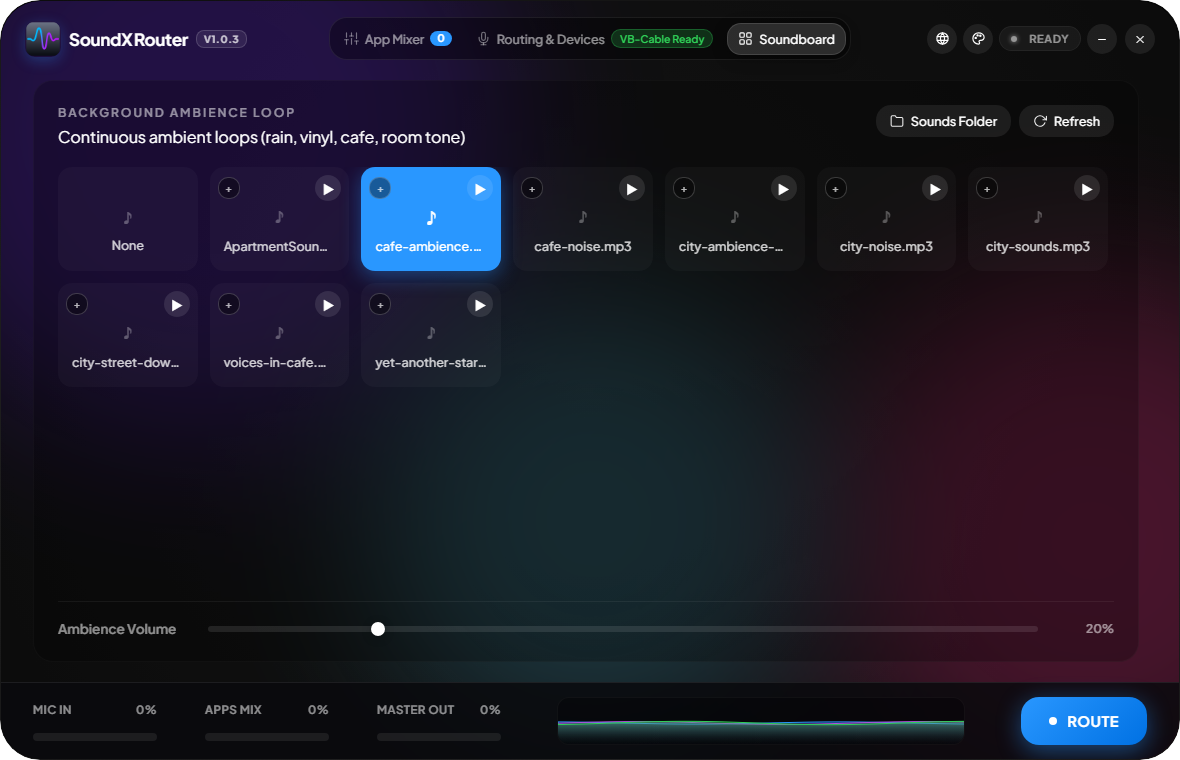 SoundXRouter V1.0.3
App Mixer 0
Routing & Devices VB-Cable Ready
Soundboard
READY
BACKGROUND AMBIENCE LOOP
Continuous ambient loops (rain, vinyl, cafe, room tone)
Sounds Folder
Refresh
None
ApartmentSoun...
cafe-ambience....
cafe-noise.mp3
city-ambience-...
city-noise.mp3
city-sounds.mp3
city-street-dow...
voices-in-cafe....
yet-another-star...
Ambience Volume 20%
MIC IN 0%
APPS MIX 0%
MASTER OUT 0%
ROUTE